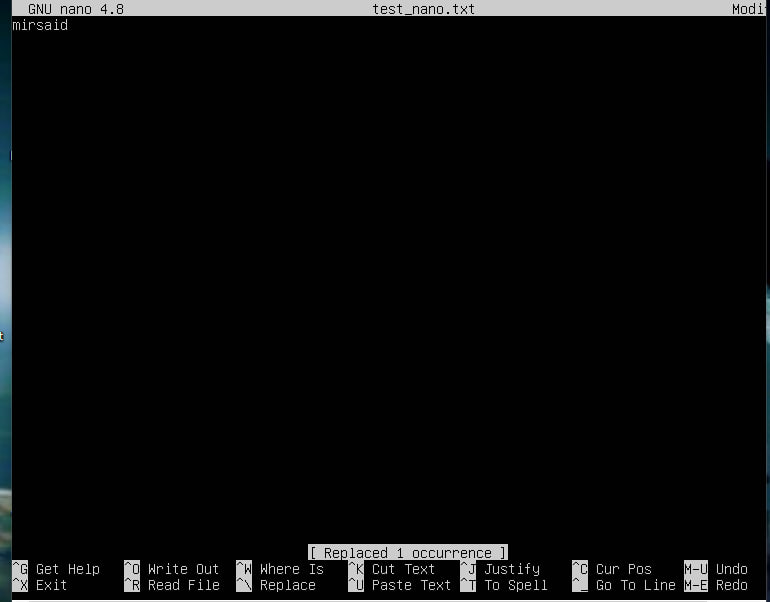 GNU nano 4.8 test_nano.txt Modi
mirsaid
[ Replaced 1 occurrence ]
^G Get Help ^O Write Out ^W Where Is ^K Cut Text ^J Justify ^C Cur Pos M-U Undo
^X Exit ^R Read File ^\ Replace ^U Paste Text ^T To Spell ^_ Go To Line M-E Redo